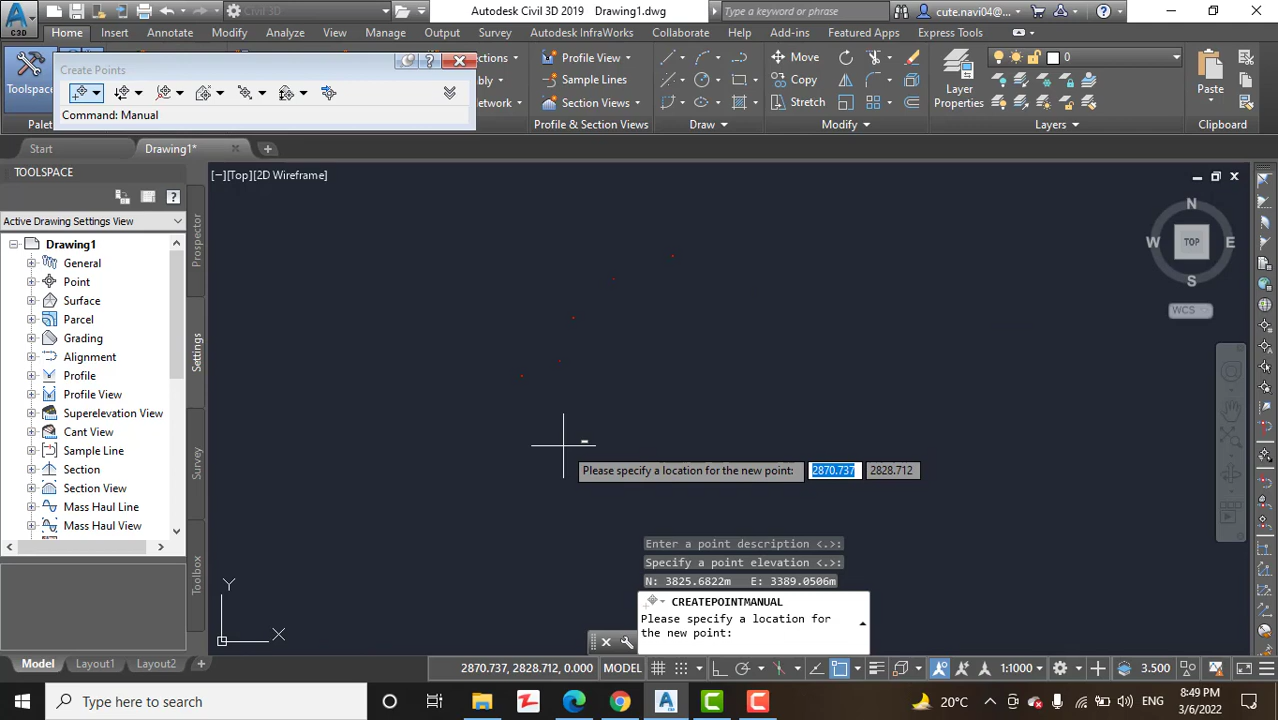 C3D
Civil 3D
Autodesk Civil 3D 2019 Drawing1.dwg
Type a keyword or phrase
cute.navi04@...
Home Insert Annotate Modify Analyze View Manage Output Survey Autodesk InfraWorks Collaborate Help Add-ins Featured Apps Express Tools
Toolspace
Create Points
Command: Manual
Profile View
Sample Lines
Section Views
Profile & Section Views
Move
Copy
Stretch
Draw
Modify
Layer
Properties
0
Layers
Paste
Clipboard
Start
Drawing1*
TOOLSPACE
Active Drawing Settings View
Drawing1
General
Point
Surface
Parcel
Grading
Alignment
Profile
Profile View
Superelevation View
Cant View
Sample Line
Section
Section View
Mass Haul Line
Mass Haul View
Prospector
Settings
Survey
Toolbox
[−][Top][2D Wireframe]
N
W TOP E
S
WCS
Please specify a location for the new point: 2870.737 2828.712
Enter a point description <.>:
Specify a point elevation <.>:
N: 3825.6822m E: 3389.0506m
CREATEPOINTMANUAL
Please specify a location for
the new point:
Y
X
Model Layout1 Layout2
2870.737, 2828.712, 0.000 MODEL
1:1000
3.500
Type here to search
20°C
ENG
8:49 PM
3/6/2022